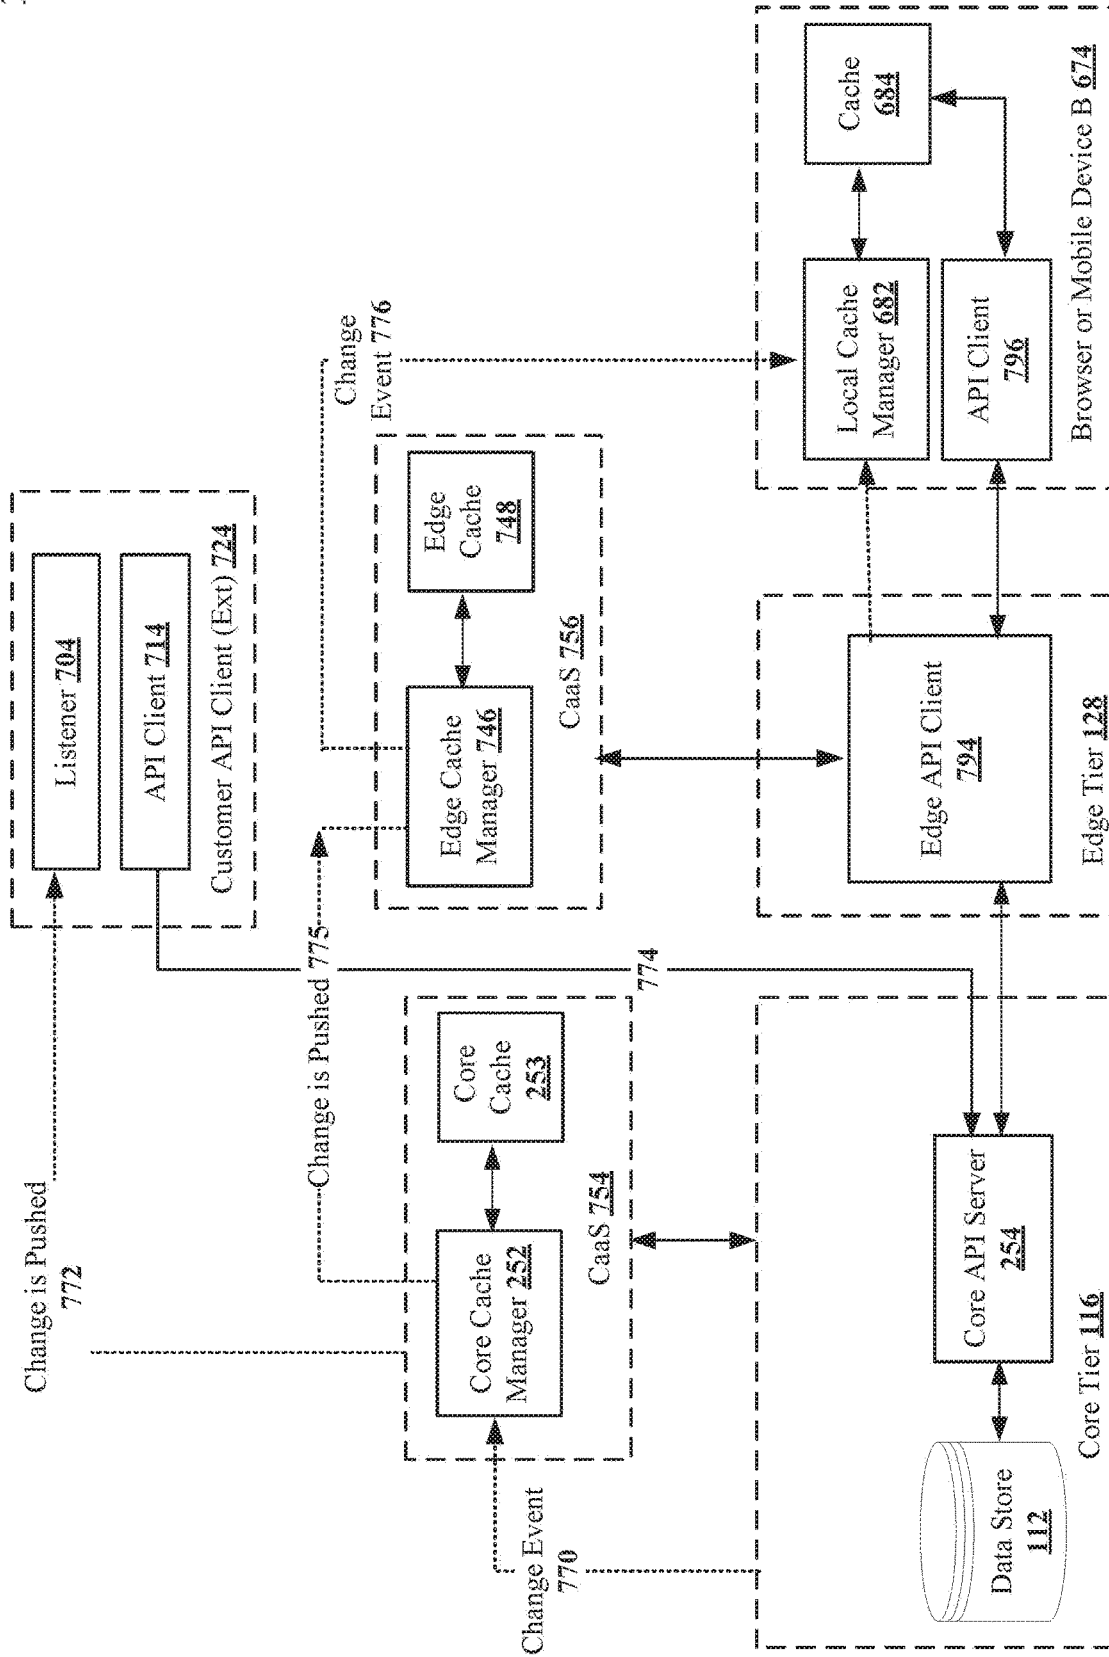 Change is Pushed
772
Listener 704
API Client 714
Customer API Client (Ext) 724
Change is Pushed 775
Change
Event 776
Change Event
770
Core Cache
Manager 252
Core
Cache
253
CaaS 754
774
Edge Cache
Manager 746
Edge
Cache
748
CaaS 756
Data Store
112
Core API Server
254
Core Tier 116
Edge API Client
794
Edge Tier 128
Local Cache
Manager 682
Cache
684
API Client
796
Browser or Mobile Device B 674